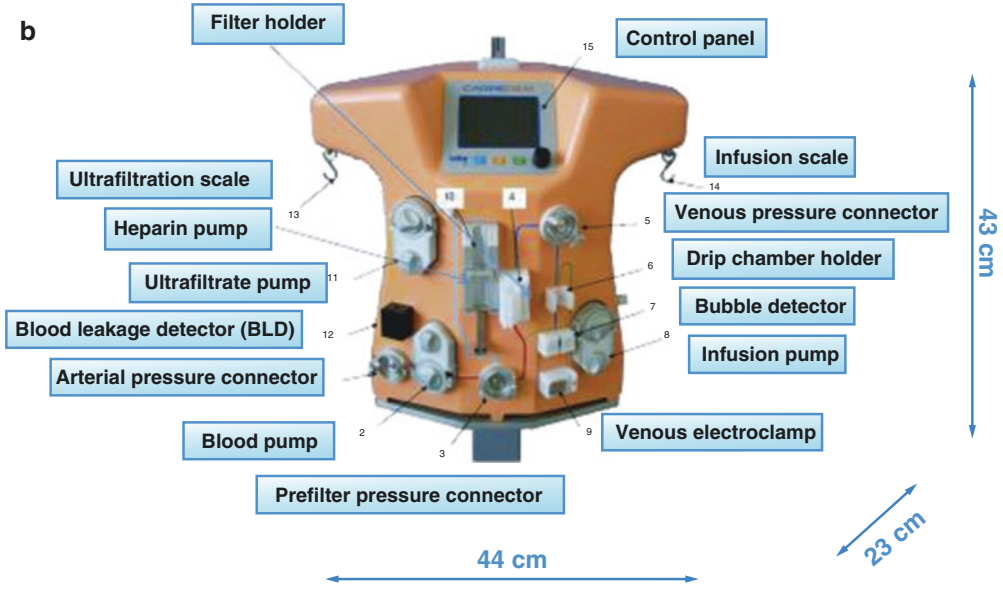 b
Filter holder
Control panel
15
CARPEDIEM
Infusion scale
14
Ultrafiltration scale
13
10
4
Venous pressure connector
5
Heparin pump
Drip chamber holder
6
Ultrafiltrate pump
11
Bubble detector
7
Blood leakage detector (BLD)
12
8
Infusion pump
Arterial pressure connector
2
Blood pump
9
Venous electroclamp
3
Prefilter pressure connector
43 cm
23 cm
44 cm